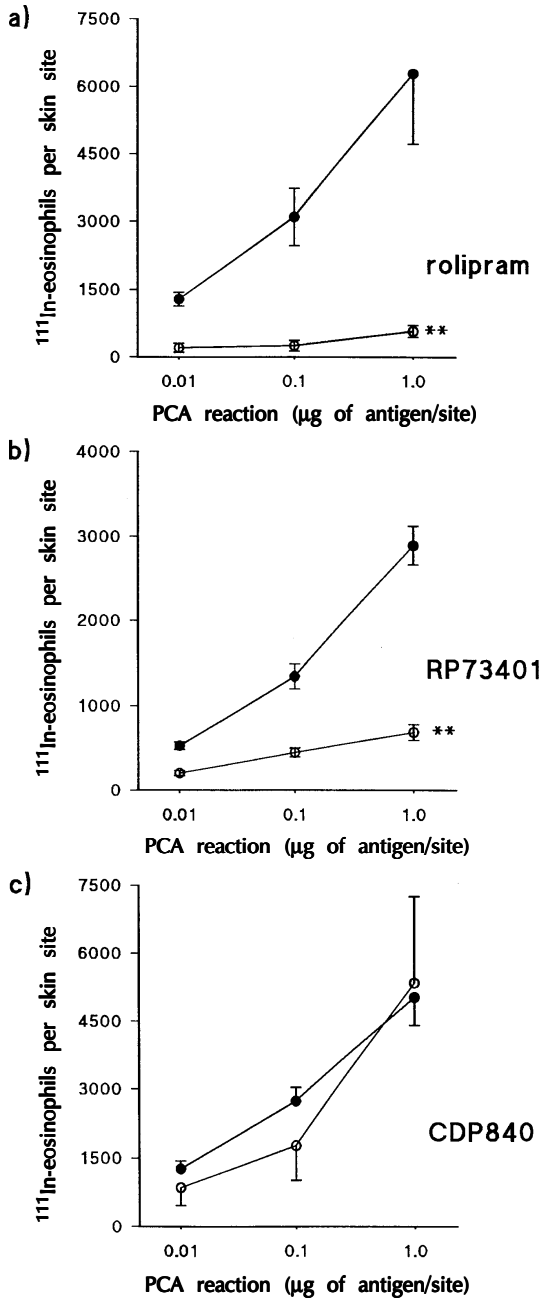 a)
7500
6000
4500
3000
1500
0
111In-eosinophils per skin site
rolipram
**
0.01 0.1 1.0
PCA reaction (μg of antigen/site)
b)
4000
3000
2000
1000
0
111In-eosinophils per skin site
RP73401
**
0.01 0.1 1.0
PCA reaction (μg of antigen/site)
c)
7500
6000
4500
3000
1500
0
111In-eosinophils per skin site
CDP840
0.01 0.1 1.0
PCA reaction (μg of antigen/site)